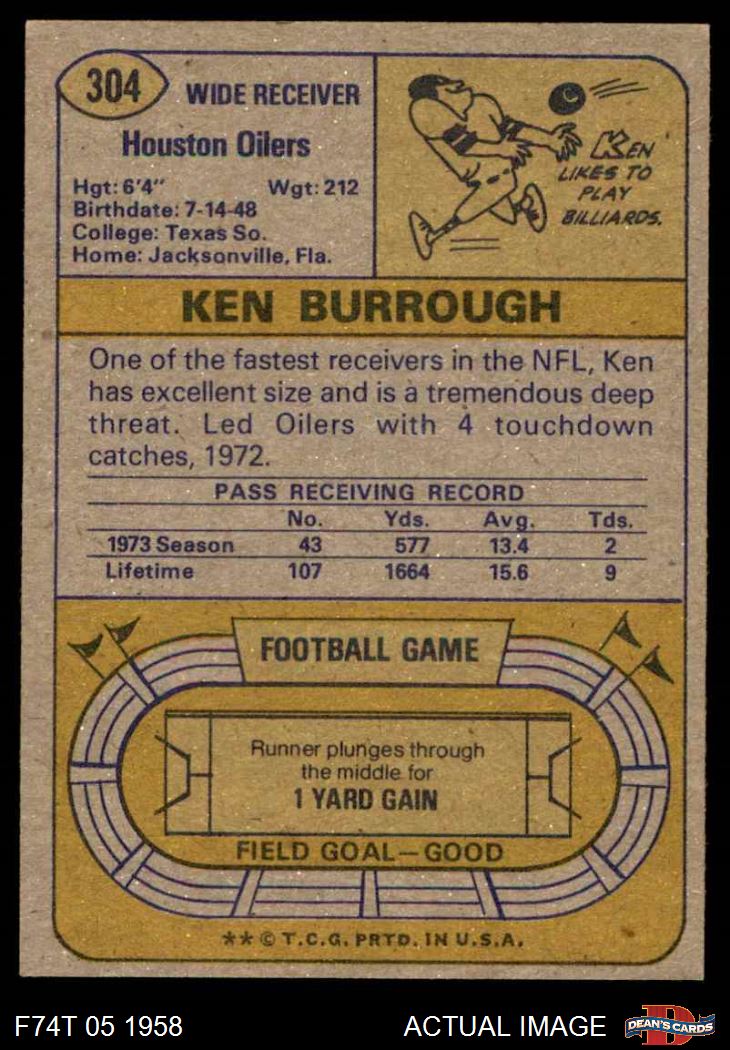 304
WIDE RECEIVER
Houston Oilers
Hgt: 6'4" Wgt: 212
Birthdate: 7-14-48
College: Texas So.
Home: Jacksonville, Fla.
KEN
LIKES TO
PLAY
BILLIARDS.
KEN BURROUGH
One of the fastest receivers in the NFL, Ken
has excellent size and is a tremendous deep
threat. Led Oilers with 4 touchdown
catches, 1972.
PASS RECEIVING RECORD
No. Yds. Avg. Tds.
1973 Season 43 577 13.4 2
Lifetime 107 1664 15.6 9
FOOTBALL GAME
Runner plunges through
the middle for
1 YARD GAIN
FIELD GOAL—GOOD
** © T.C.G. PRTD. IN U.S.A.
F74T 05 1958 ACTUAL IMAGE
D
DEAN'S CARDS